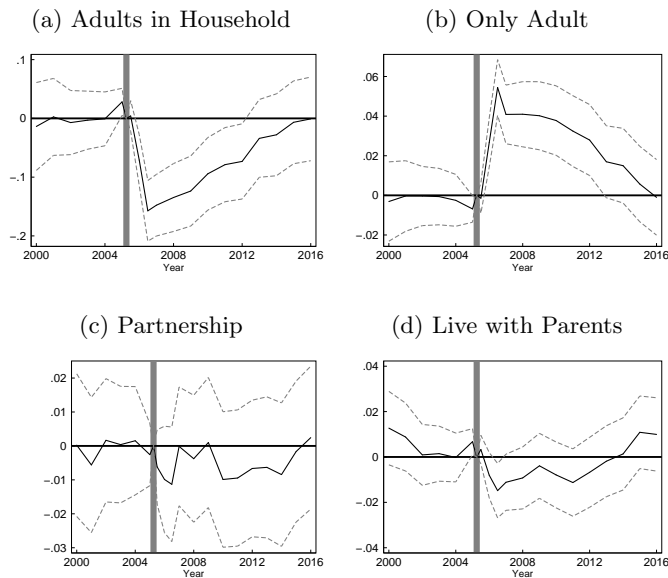 (a) Adults in Household
(b) Only Adult
.1
0
-.1
-.2
2000 2004 2008 2012 2016
Year
.06
.04
.02
0
-.02
2000 2004 2008 2012 2016
Year
(c) Partnership
(d) Live with Parents
.02
.01
0
-.01
-.02
-.03
2000 2004 2008 2012 2016
Year
.04
.02
0
-.02
-.04
2000 2004 2008 2012 2016
Year